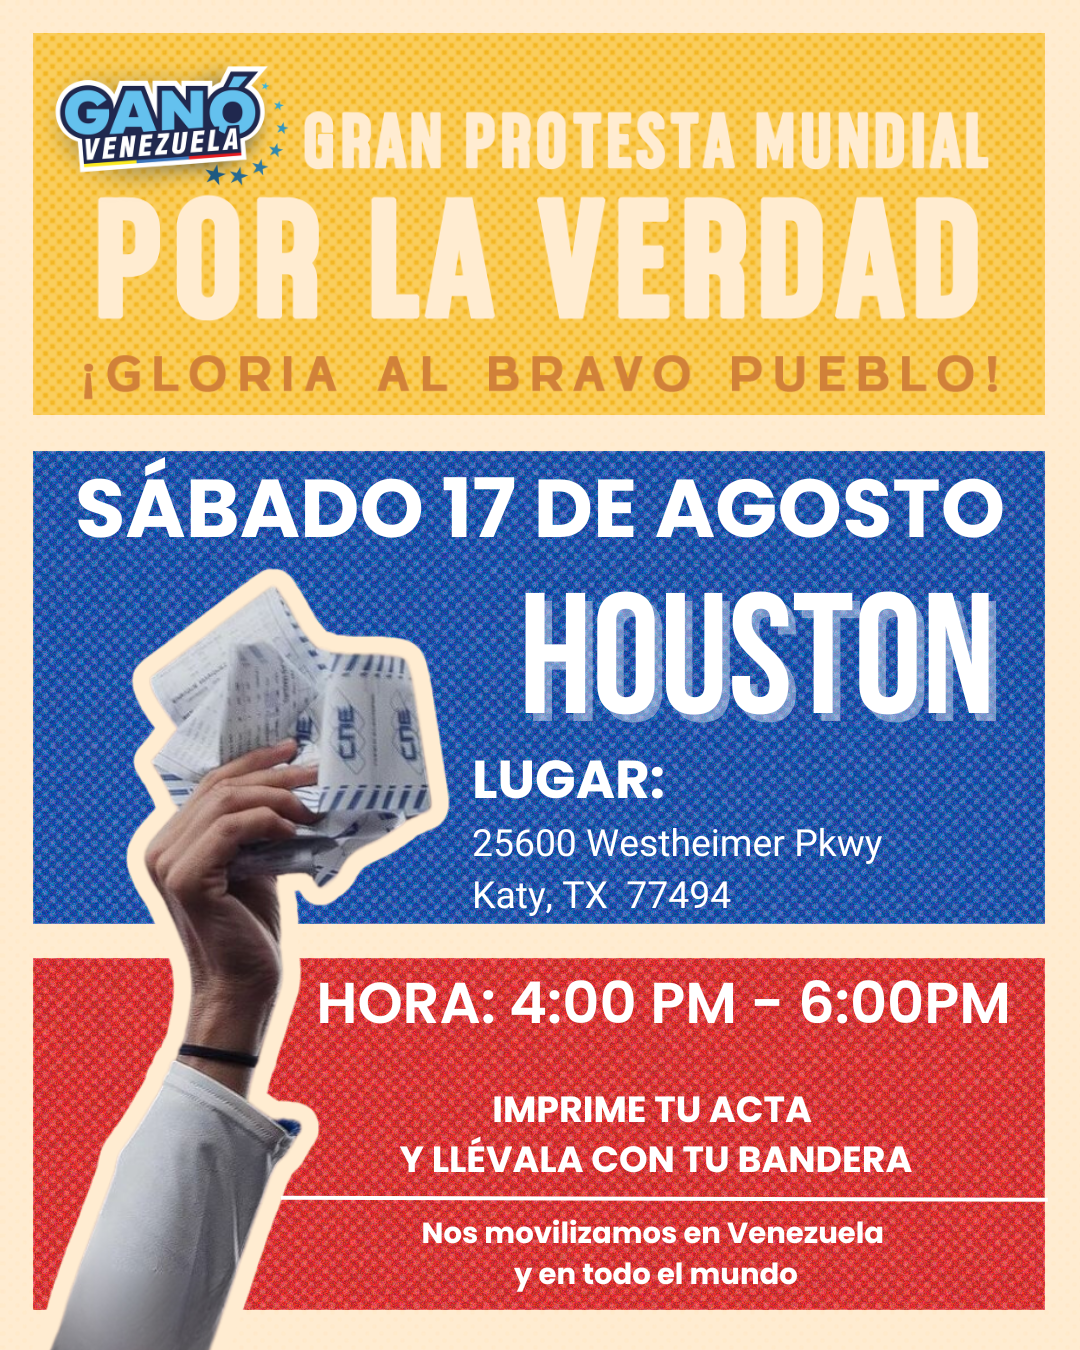 GANÓ
VENEZUELA
GRAN PROTESTA MUNDIAL
POR LA VERDAD
¡GLORIA AL BRAVO PUEBLO!
SÁBADO 17 DE AGOSTO
HOUSTON
CNE
CNE
LUGAR:
25600 Westheimer Pkwy
Katy, TX 77494
HORA: 4:00 PM - 6:00PM
IMPRIME TU ACTA
Y LLÉVALA CON TU BANDERA
Nos movilizamos en Venezuela
y en todo el mundo